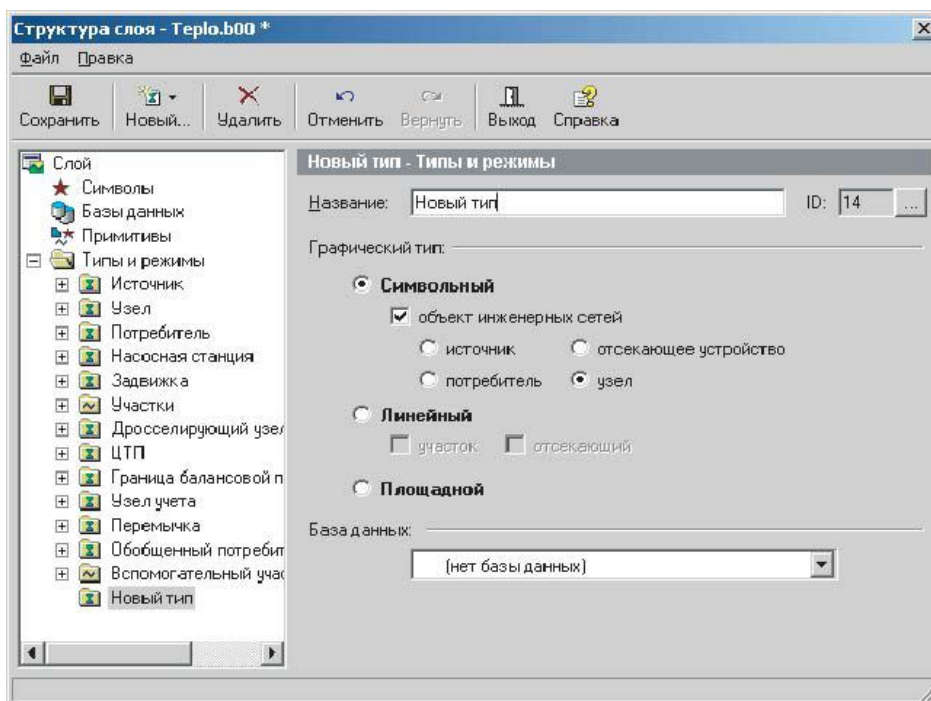 Структура слоя - Teplo.b00 *
Файл Правка
Сохранить Новый... Удалить Отменить Вернуть Выход Справка
Слой
Символы
Базы данных
Примитивы
Типы и режимы
Источник
Узел
Потребитель
Насосная станция
Задвижка
Участки
Дросселирующий узел
ЦТП
Граница балансовой п
Узел учета
Перемычка
Обобщенный потребит
Вспомогательный учас
Новый тип
Новый тип - Типы и режимы
Название: Новый тип ID: 14 ...
Графический тип:
Символьный
объект инженерных сетей
источник отсекающее устройство
потребитель узел
Линейный
участок отсекающий
Площадной
База данных:
(нет базы данных)